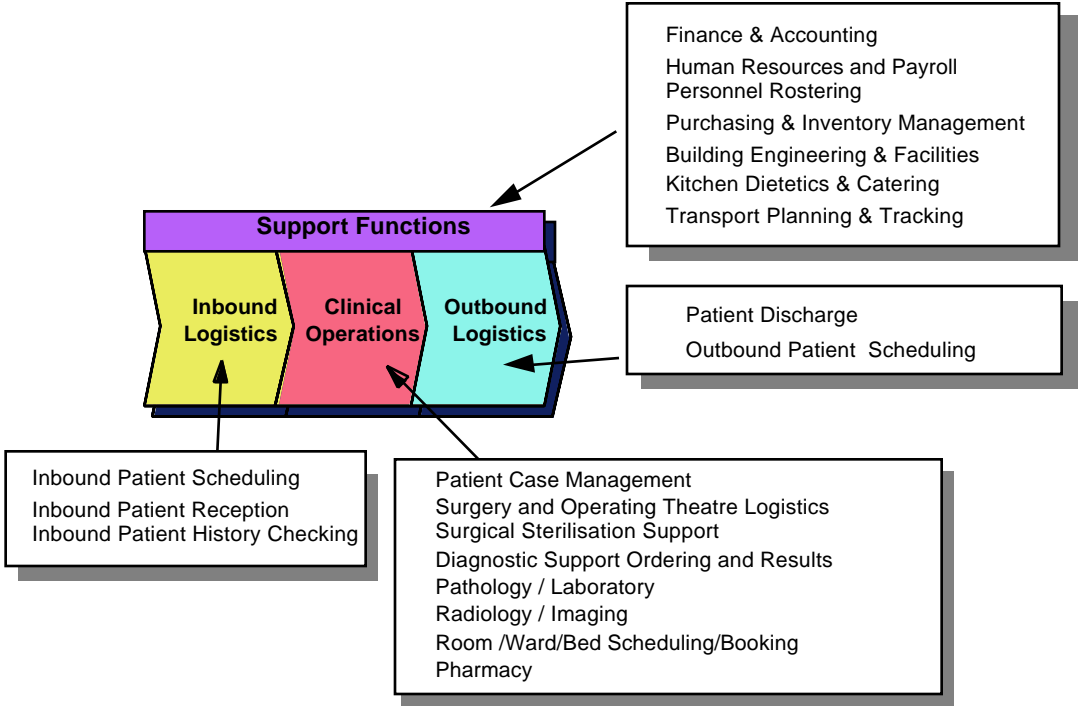 Finance & Accounting
Human Resources and Payroll
Personnel Rostering
Purchasing & Inventory Management
Building Engineering & Facilities
Kitchen Dietetics & Catering
Transport Planning & Tracking
Support Functions
Inbound
Logistics
Clinical
Operations
Outbound
Logistics
Patient Discharge
Outbound Patient Scheduling
Inbound Patient Scheduling
Inbound Patient Reception
Inbound Patient History Checking
Patient Case Management
Surgery and Operating Theatre Logistics
Surgical Sterilisation Support
Diagnostic Support Ordering and Results
Pathology / Laboratory
Radiology / Imaging
Room /Ward/Bed Scheduling/Booking
Pharmacy